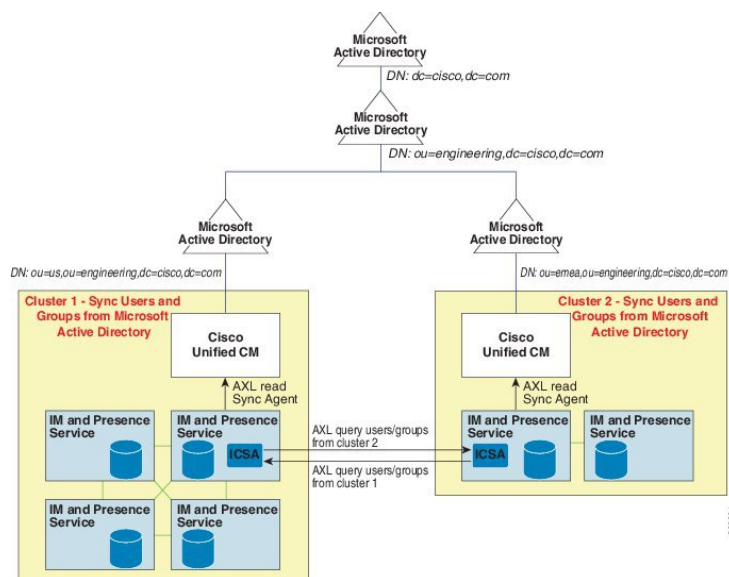 Microsoft
Active Directory
DN: dc=cisco,dc=com
Microsoft
Active Directory
DN: ou=engineering,dc=cisco,dc=com
Microsoft
Active Directory
Microsoft
Active Directory
DN: ou=us,ou=engineering,dc=cisco,dc=com
DN: ou=emea,ou=engineering,dc=cisco,dc=com
Cluster 1 - Sync Users and
Groups from Microsoft
Active Directory
Cisco
Unified CM
AXL read
Sync Agent
IM and Presence
Service
IM and Presence
Service
ICSA
IM and Presence
Service
IM and Presence
Service
AXL query users/groups
from cluster 2
AXL query users/groups
from cluster 1
Cluster 2 - Sync Users and
Groups from Microsoft
Active Directory
Cisco
Unified CM
AXL read
Sync Agent
IM and Presence
Service
ICSA
IM and Presence
Service